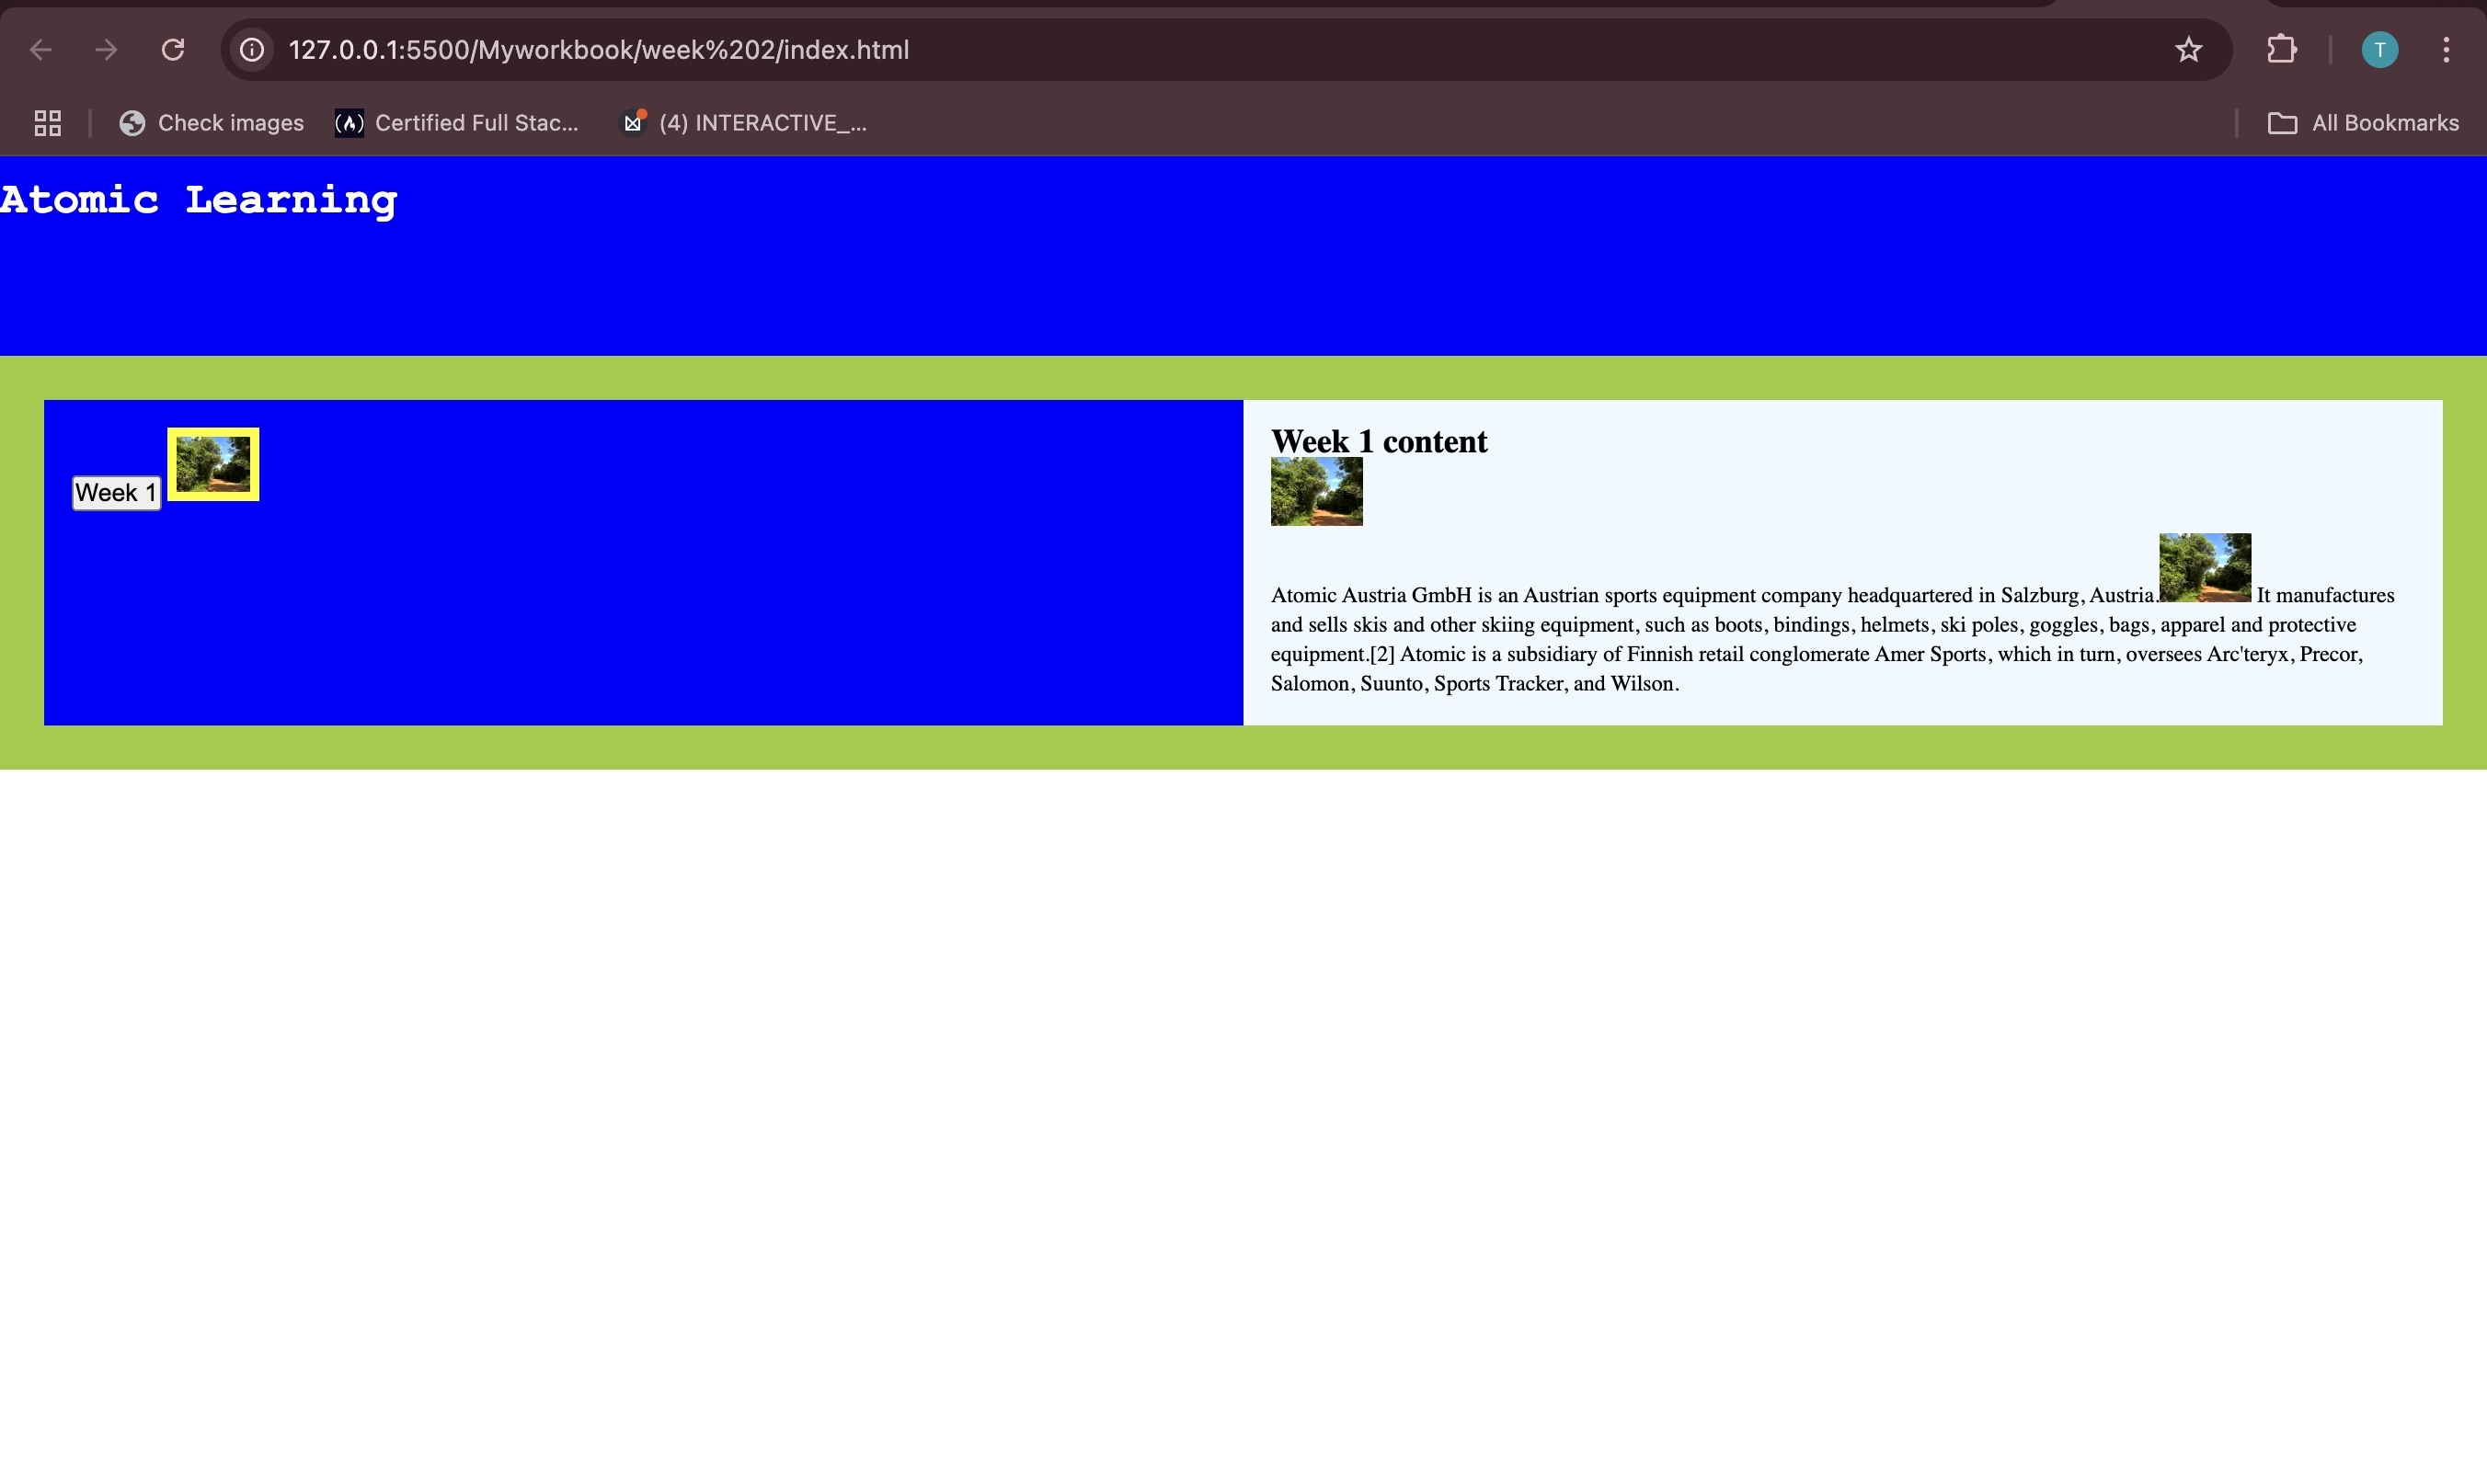 127.0.0.1:5500/Myworkbook/week%202/index.html
T
Check images
Certified Full Stac...
(4) INTERACTIVE_...
All Bookmarks
Atomic Learning
Week 1
Week 1 content
Atomic Austria GmbH is an Austrian sports equipment company headquartered in Salzburg, Austria. It manufactures
and sells skis and other skiing equipment, such as boots, bindings, helmets, ski poles, goggles, bags, apparel and protective
equipment.[2] Atomic is a subsidiary of Finnish retail conglomerate Amer Sports, which in turn, oversees Arc'teryx, Precor,
Salomon, Suunto, Sports Tracker, and Wilson.